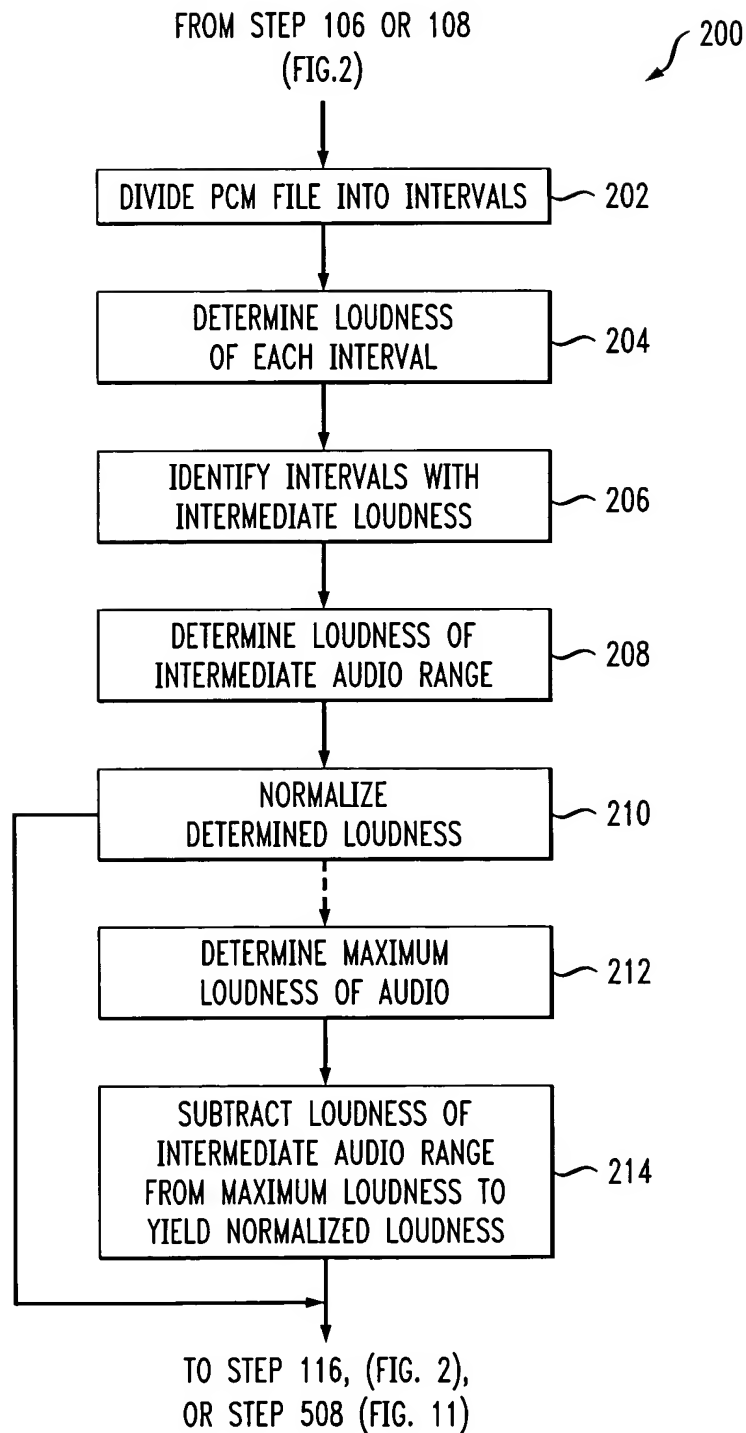 FROM STEP 106 OR 108
(FIG.2)
200
DIVIDE PCM FILE INTO INTERVALS
202
DETERMINE LOUDNESS
OF EACH INTERVAL
204
IDENTIFY INTERVALS WITH
INTERMEDIATE LOUDNESS
206
DETERMINE LOUDNESS OF
INTERMEDIATE AUDIO RANGE
208
NORMALIZE
DETERMINED LOUDNESS
210
DETERMINE MAXIMUM
LOUDNESS OF AUDIO
212
SUBTRACT LOUDNESS OF
INTERMEDIATE AUDIO RANGE
FROM MAXIMUM LOUDNESS TO
YIELD NORMALIZED LOUDNESS
214
TO STEP 116, (FIG. 2),
OR STEP 508 (FIG. 11)